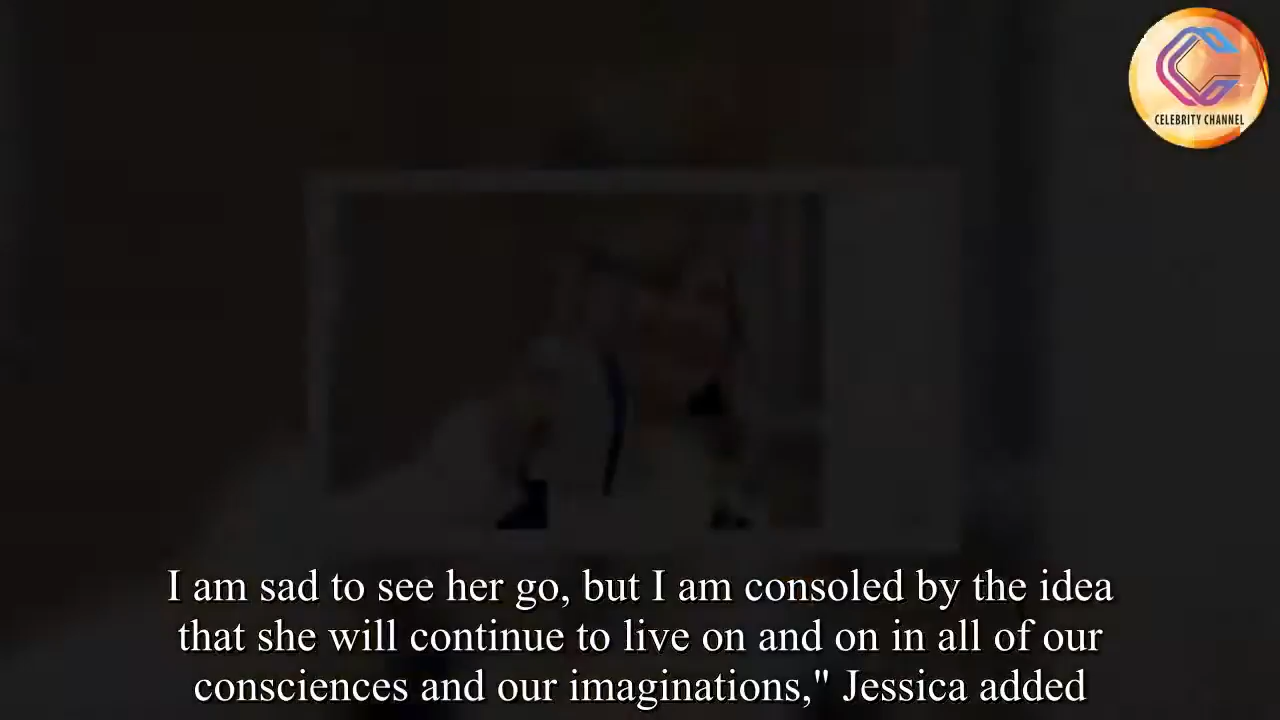 CELEBRITY CHANNEL
I am sad to see her go, but I am consoled by the idea
that she will continue to live on and on in all of our
consciences and our imaginations," Jessica added